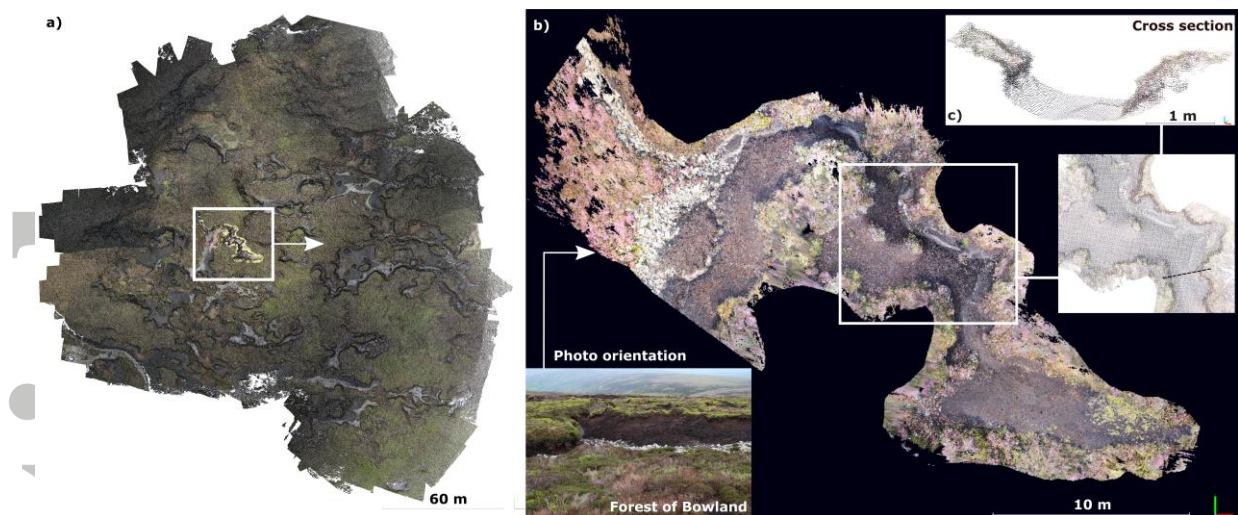 a)
60 m
b)
Cross section
c)
1 m
Photo orientation
Forest of Bowland
10 m